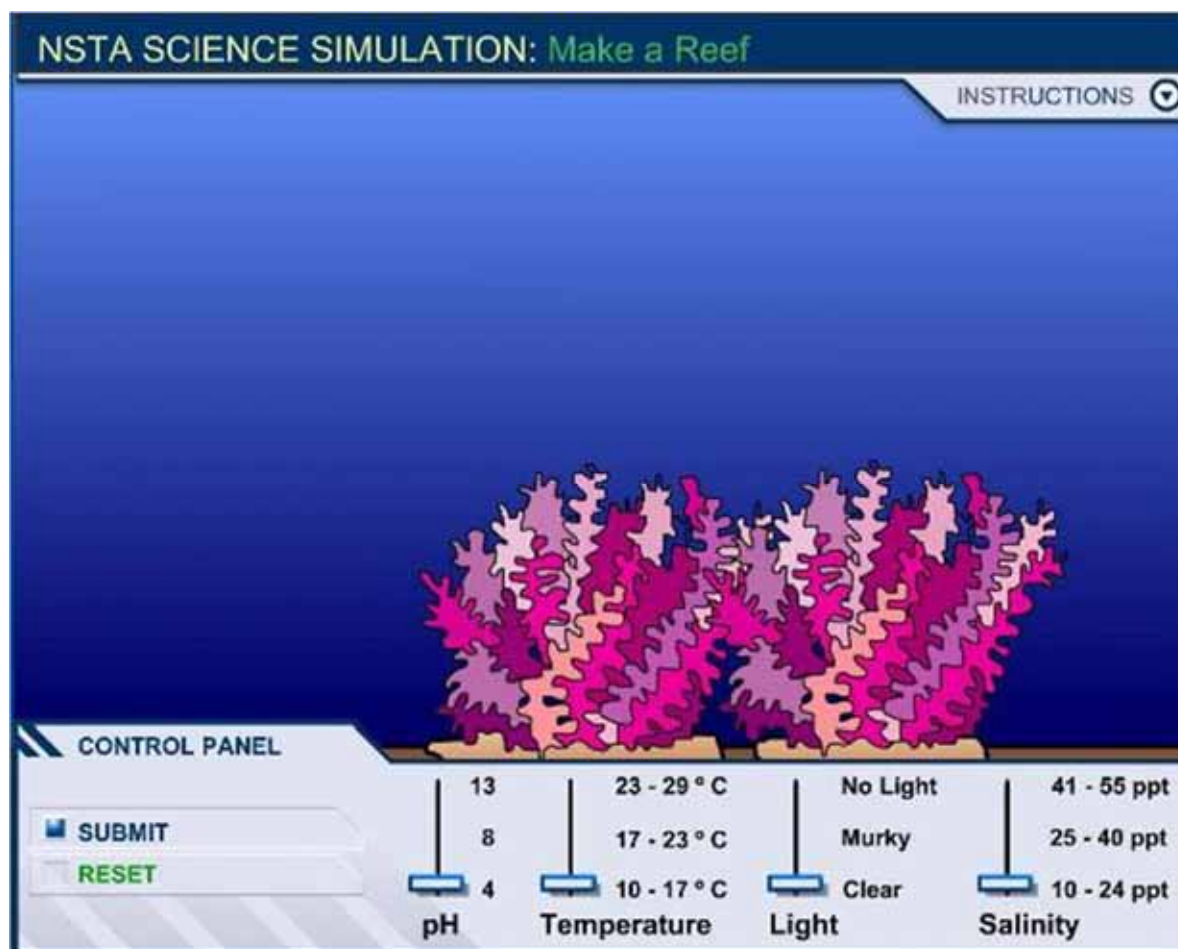 NSTA SCIENCE SIMULATION: Make a Reef
INSTRUCTIONS
CONTROL PANEL
SUBMIT
RESET
13
8
4
pH
23 - 29 º C
17 - 23 º C
10 - 17 º C
Temperature
No Light
Murky
Clear
Light
41 - 55 ppt
25 - 40 ppt
10 - 24 ppt
Salinity